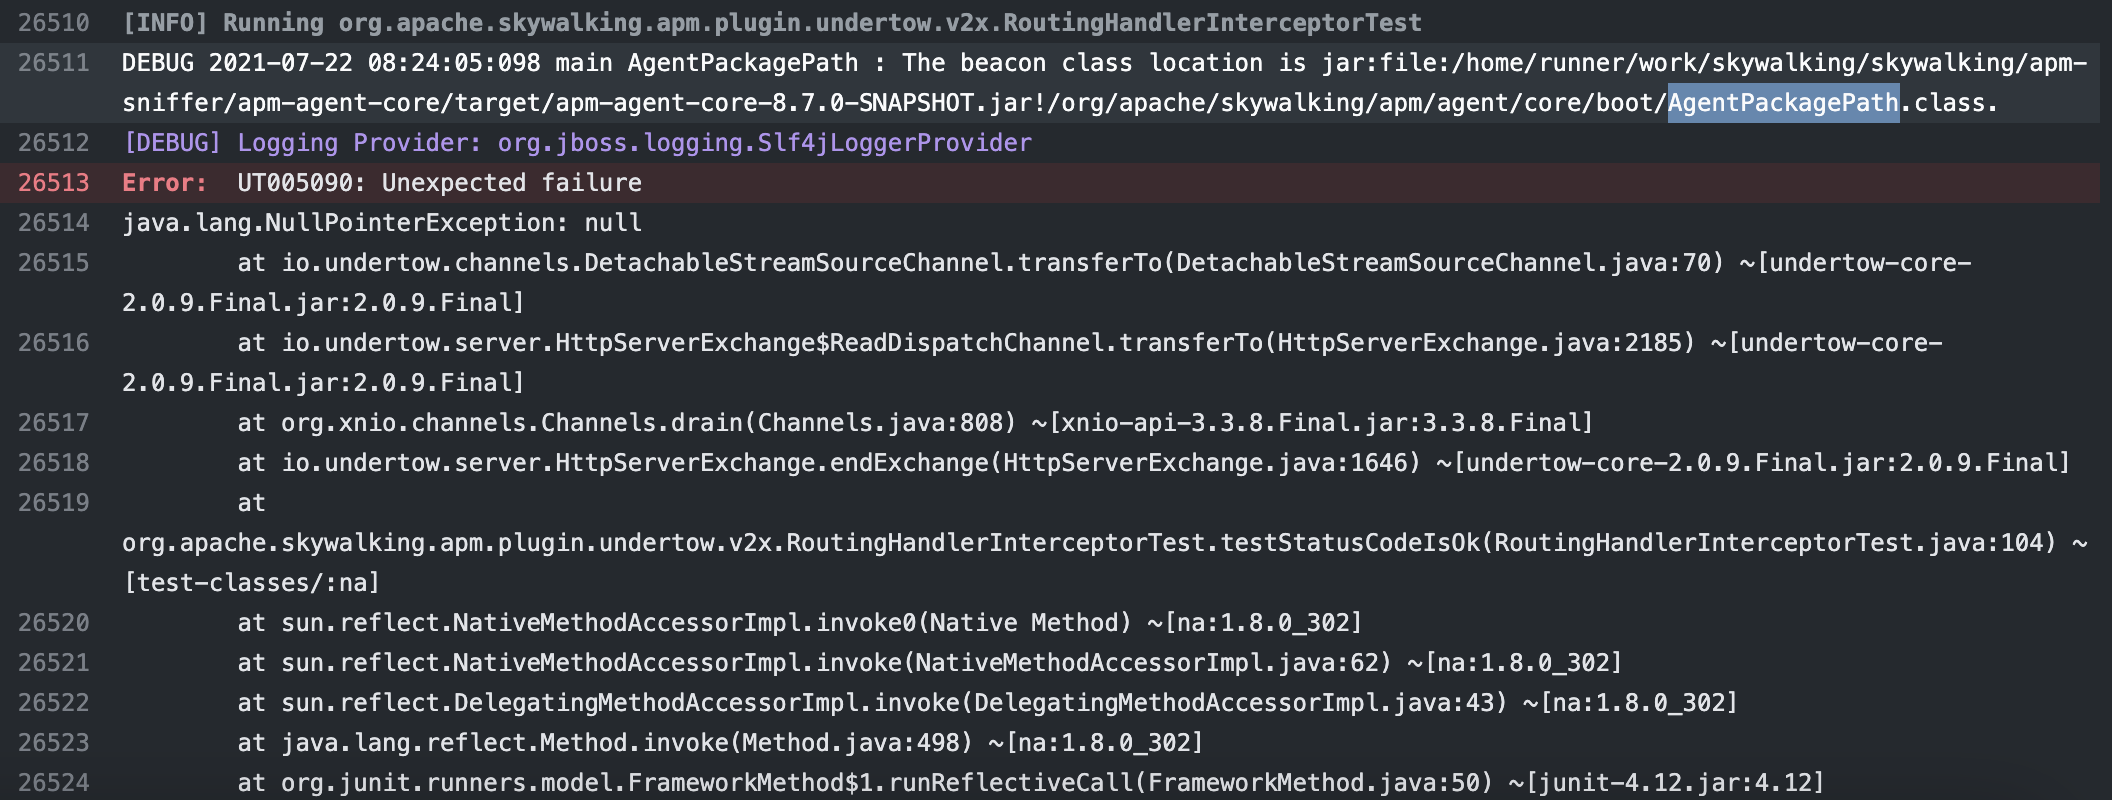 26510 [INFO] Running org.apache.skywalking.apm.plugin.undertow.v2x.RoutingHandlerInterceptorTest
26511 DEBUG 2021-07-22 08:24:05:098 main AgentPackagePath : The beacon class location is jar:file:/home/runner/work/skywalking/skywalking/apm-
sniffer/apm-agent-core/target/apm-agent-core-8.7.0-SNAPSHOT.jar!/org/apache/skywalking/apm/agent/core/boot/AgentPackagePath.class.
26512 [DEBUG] Logging Provider: org.jboss.logging.Slf4jLoggerProvider
26513 Error:  UT005090: Unexpected failure
26514 java.lang.NullPointerException: null
26515 at io.undertow.channels.DetachableStreamSourceChannel.transferTo(DetachableStreamSourceChannel.java:70) ~[undertow-core-
2.0.9.Final.jar:2.0.9.Final]
26516 at io.undertow.server.HttpServerExchange$ReadDispatchChannel.transferTo(HttpServerExchange.java:2185) ~[undertow-core-
2.0.9.Final.jar:2.0.9.Final]
26517 at org.xnio.channels.Channels.drain(Channels.java:808) ~[xnio-api-3.3.8.Final.jar:3.3.8.Final]
26518 at io.undertow.server.HttpServerExchange.endExchange(HttpServerExchange.java:1646) ~[undertow-core-2.0.9.Final.jar:2.0.9.Final]
26519 at
org.apache.skywalking.apm.plugin.undertow.v2x.RoutingHandlerInterceptorTest.testStatusCodeIsOk(RoutingHandlerInterceptorTest.java:104) ~
[test-classes/:na]
26520 at sun.reflect.NativeMethodAccessorImpl.invoke0(Native Method) ~[na:1.8.0_302]
26521 at sun.reflect.NativeMethodAccessorImpl.invoke(NativeMethodAccessorImpl.java:62) ~[na:1.8.0_302]
26522 at sun.reflect.DelegatingMethodAccessorImpl.invoke(DelegatingMethodAccessorImpl.java:43) ~[na:1.8.0_302]
26523 at java.lang.reflect.Method.invoke(Method.java:498) ~[na:1.8.0_302]
26524 at org.junit.runners.model.FrameworkMethod$1.runReflectiveCall(FrameworkMethod.java:50) ~[junit-4.12.jar:4.12]